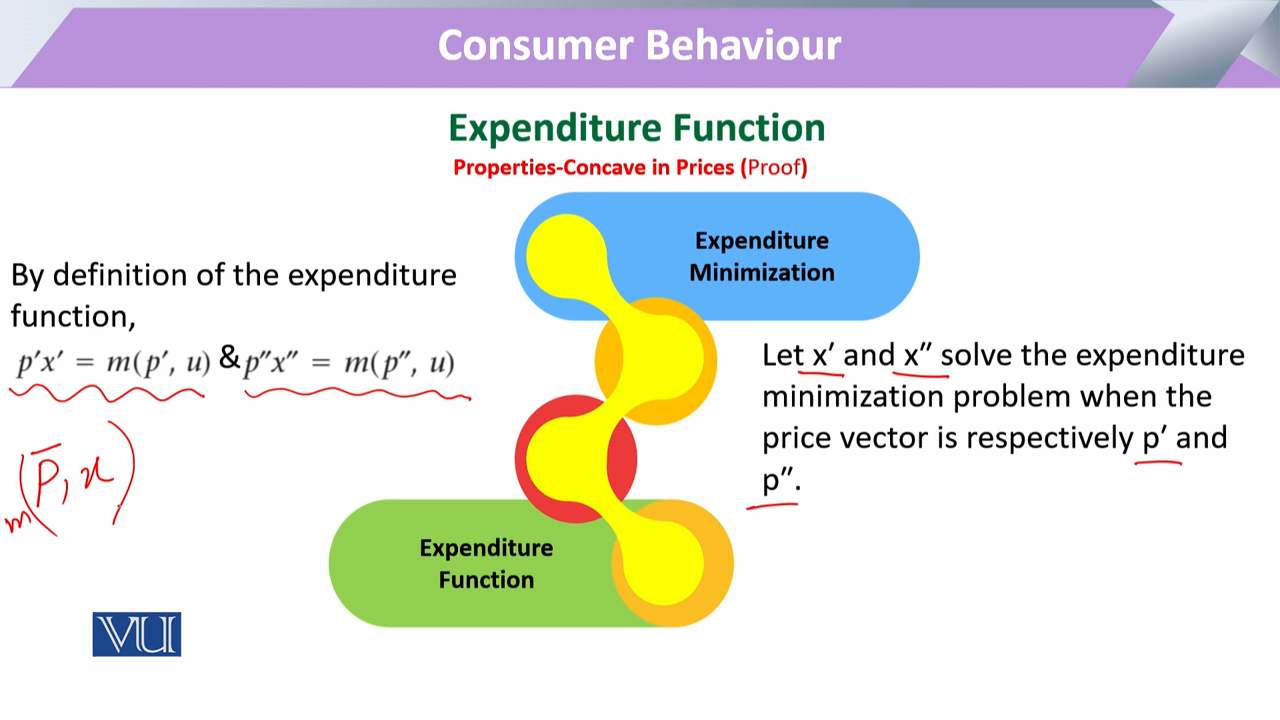 Consumer Behaviour
Expenditure Function
Properties-Concave in Prices (Proof)
Expenditure
Minimization
By definition of the expenditure
function,
p′x′ = m(p′, u) & p″x″ = m(p″, u)
Let x′ and x″ solve the expenditure
minimization problem when the
price vector is respectively p′ and
p″.
m(P̄, x)
Expenditure
Function
VU